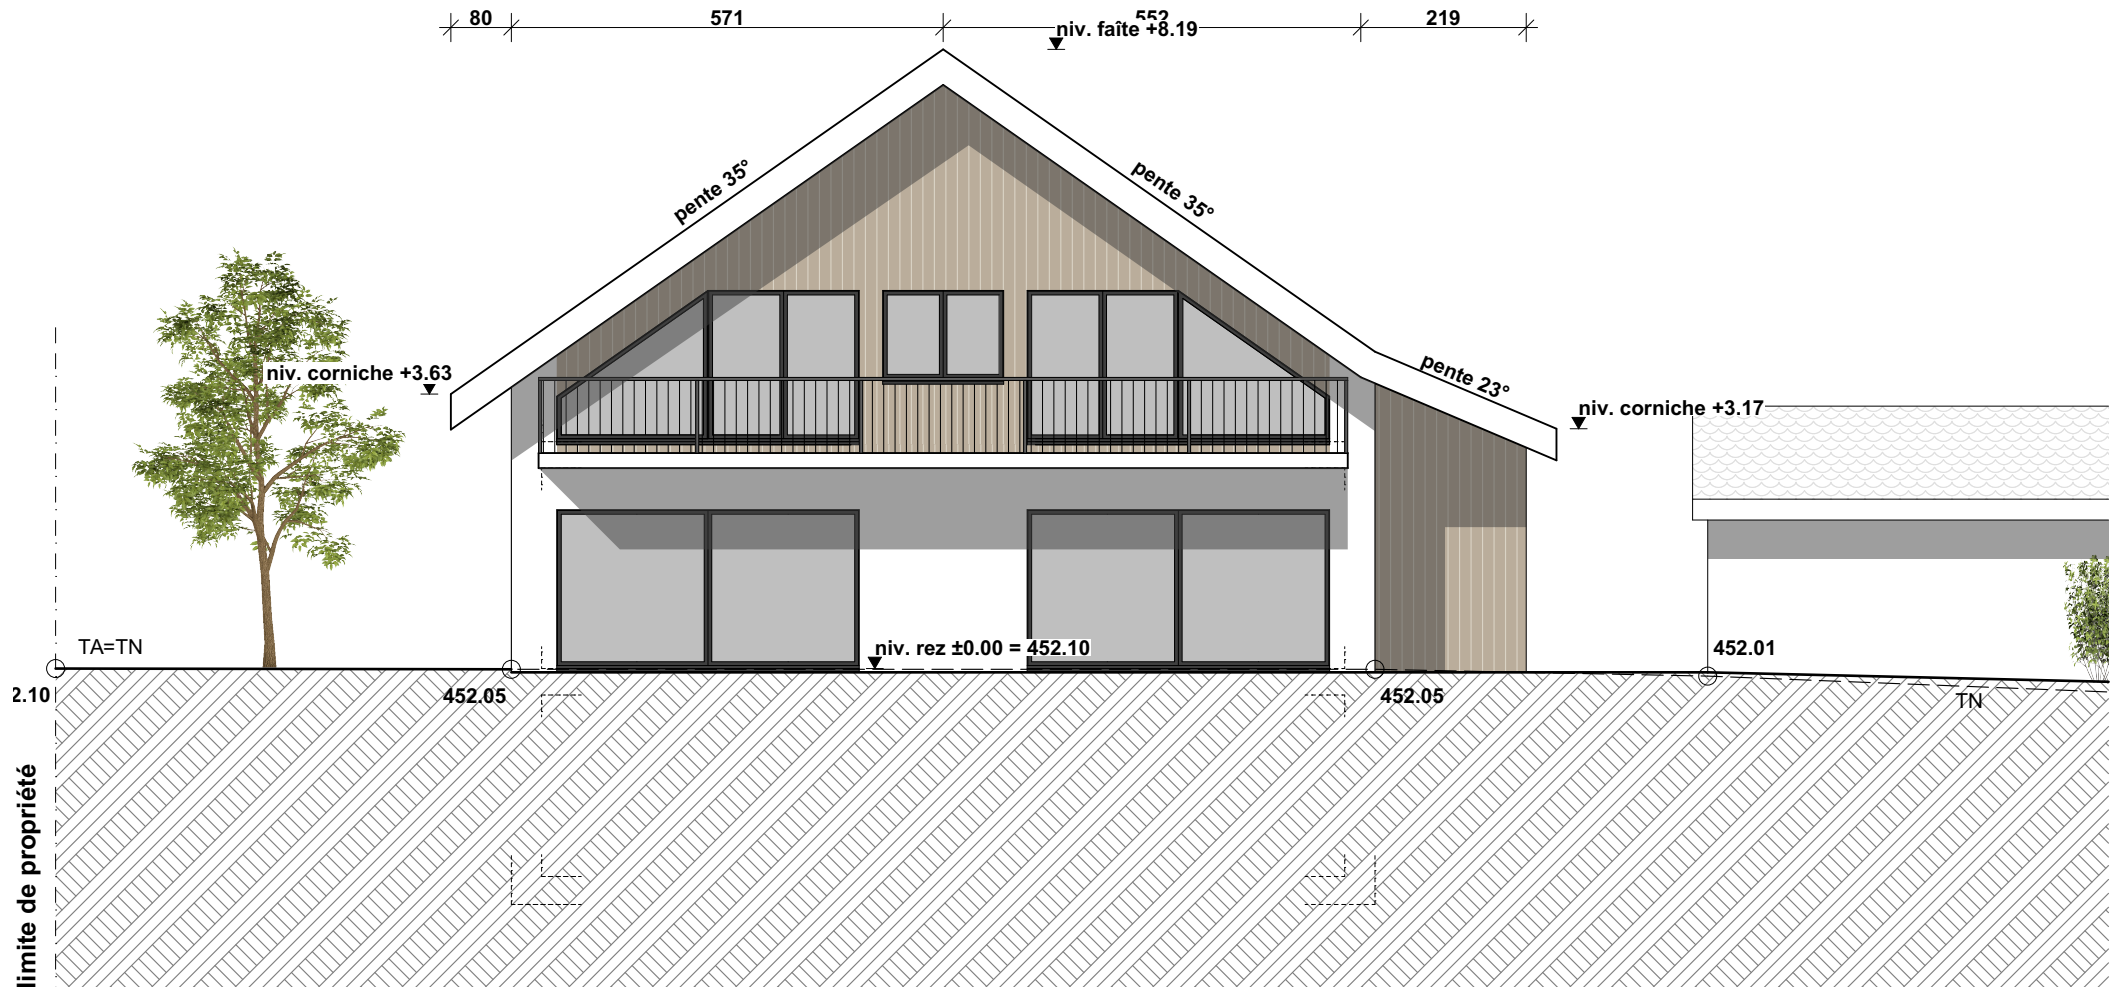 80
571
552
219
niv. faîte +8.19
pente 35°
pente 35°
pente 23°
niv. corniche +3.63
niv. corniche +3.17
TA=TN
niv. rez ±0.00 = 452.10
452.01
2.10
452.05
452.05
TN
limite de propriété